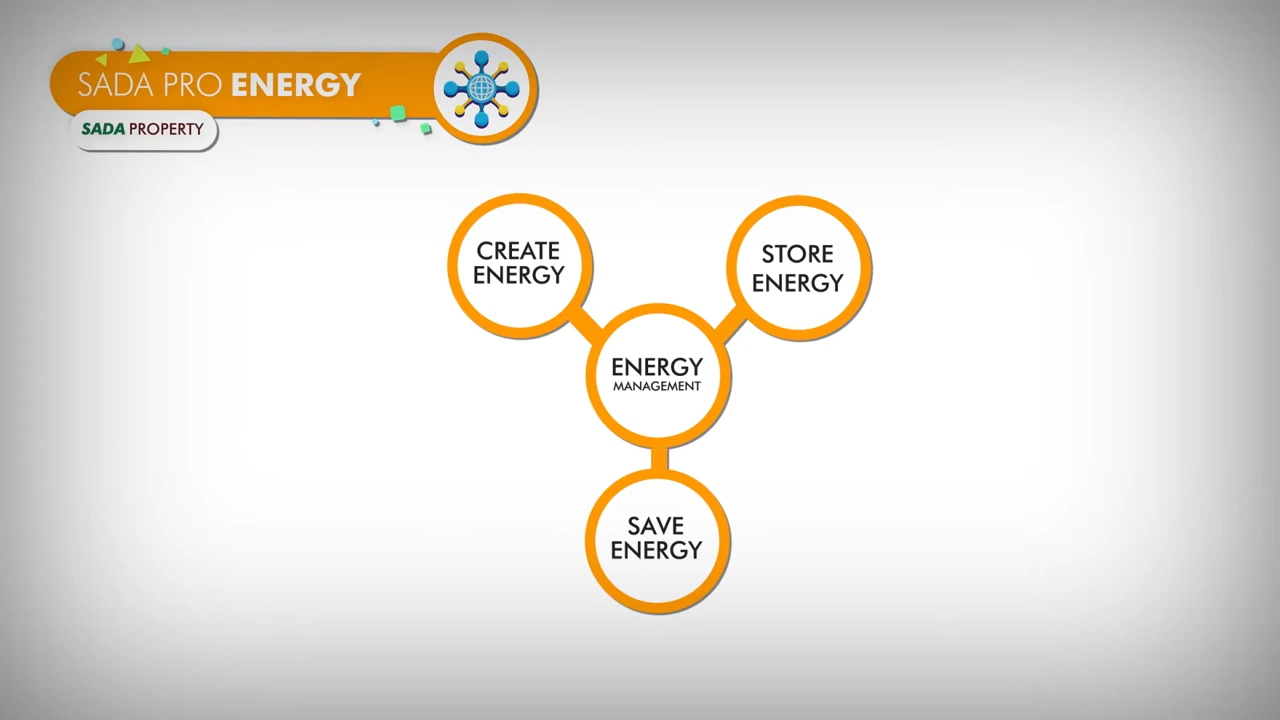 SADA PRO ENERGY
SADA PROPERTY
CREATE
ENERGY
STORE
ENERGY
ENERGY
MANAGEMENT
SAVE
ENERGY